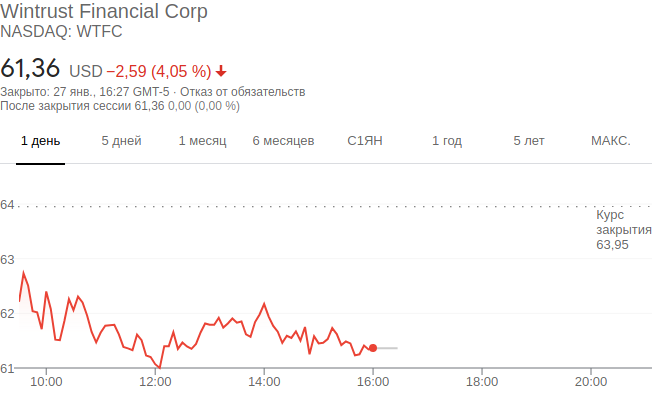 Wintrust Financial Corp
NASDAQ: WTFC
61,36 USD −2,59 (4,05 %)
Закрыто: 27 янв., 16:27 GMT-5 · Отказ от обязательств
После закрытия сессии 61,36 0,00 (0,00 %)
1 день 5 дней 1 месяц 6 месяцев С1ЯН 1 год 5 лет МАКС.
64
Курс
закрытия
63,95
63
62
61
10:00 12:00 14:00 16:00 18:00 20:00